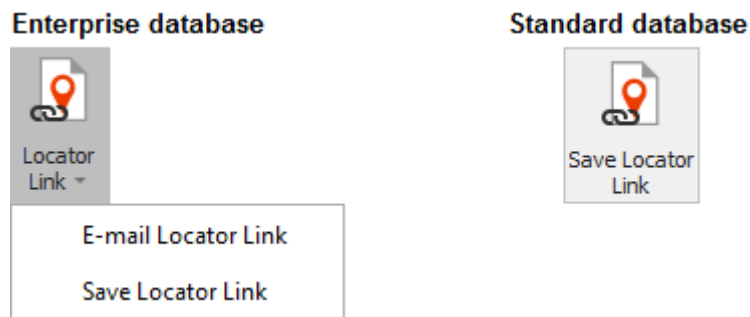 Enterprise database
Standard database
Locator
Link
E-mail Locator Link
Save Locator Link
Save Locator
Link